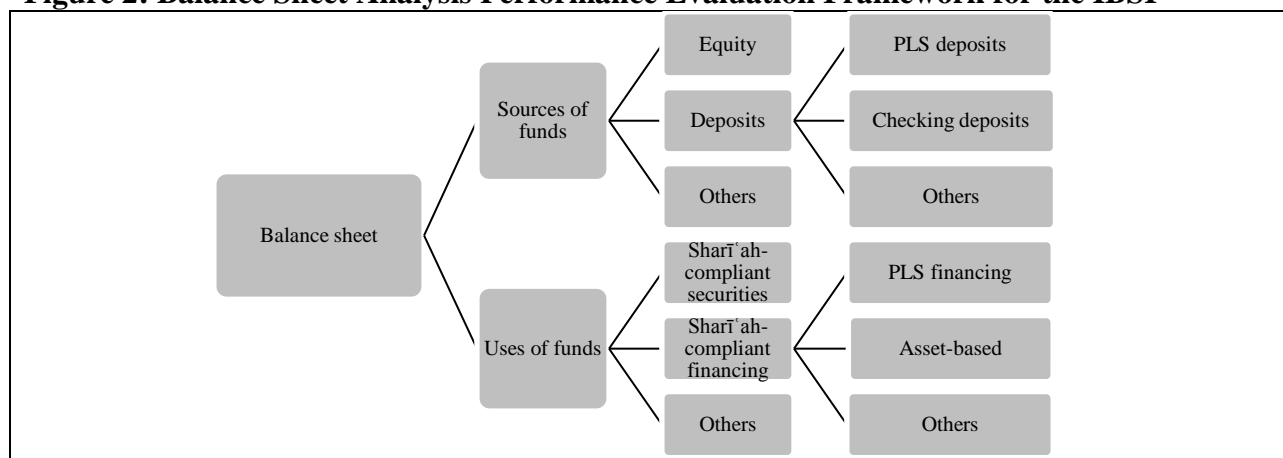 Figure 2: Balance Sheet Analysis Performance Evaluation Framework for the IBSF
Equity
PLS deposits
Sources of
funds
Deposits
Checking deposits
Others
Others
Balance sheet
Sharīʿah-
compliant
securities
PLS financing
Uses of funds
Sharīʿah-
compliant
financing
Asset-based
Others
Others